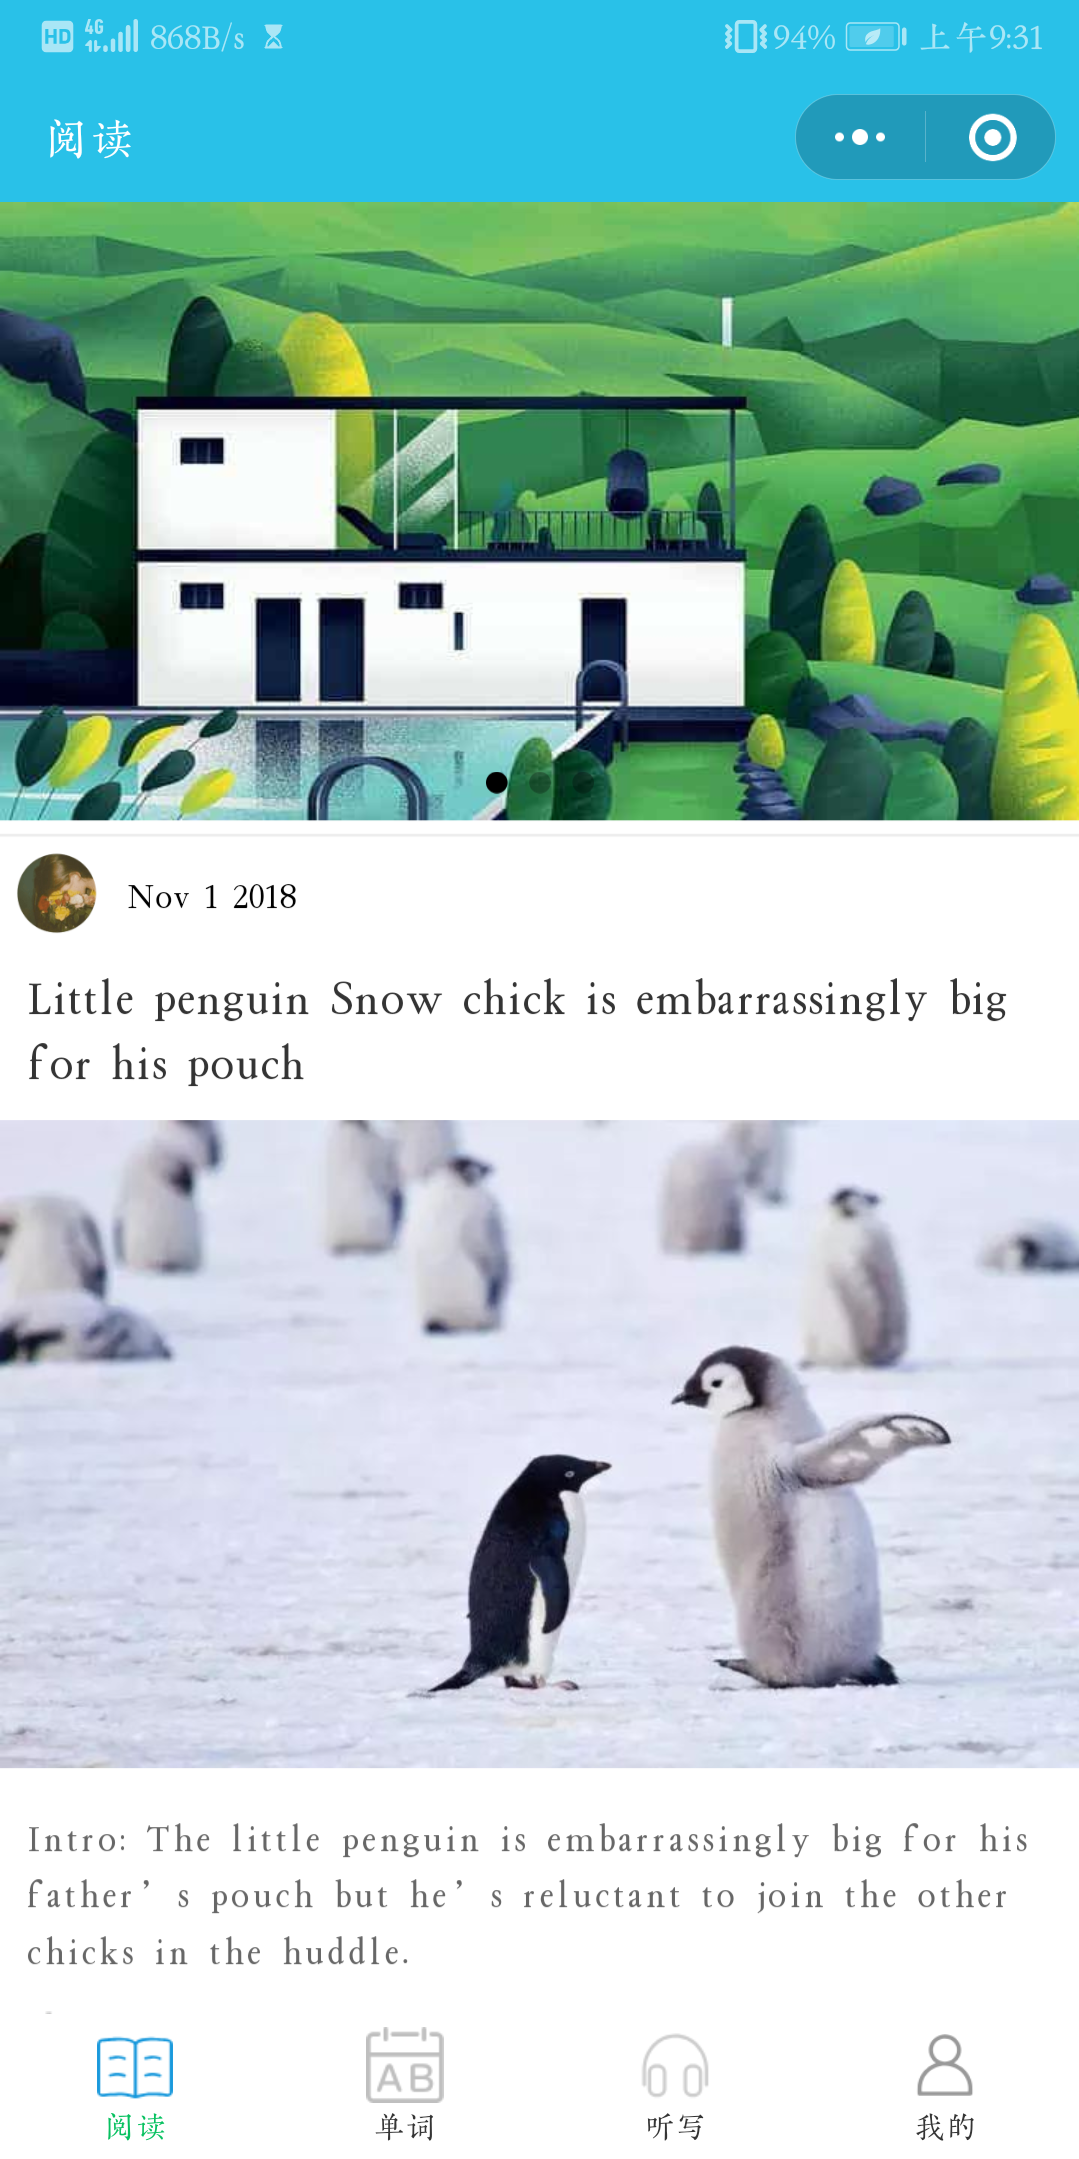 HD 4G 868B/s 94% 上午9:31
阅读
Nov 1 2018
Little penguin Snow chick is embarrassingly big
for his pouch
Intro: The little penguin is embarrassingly big for his
father’s pouch but he’s reluctant to join the other
chicks in the huddle.
AB
阅读 单词 听写 我的